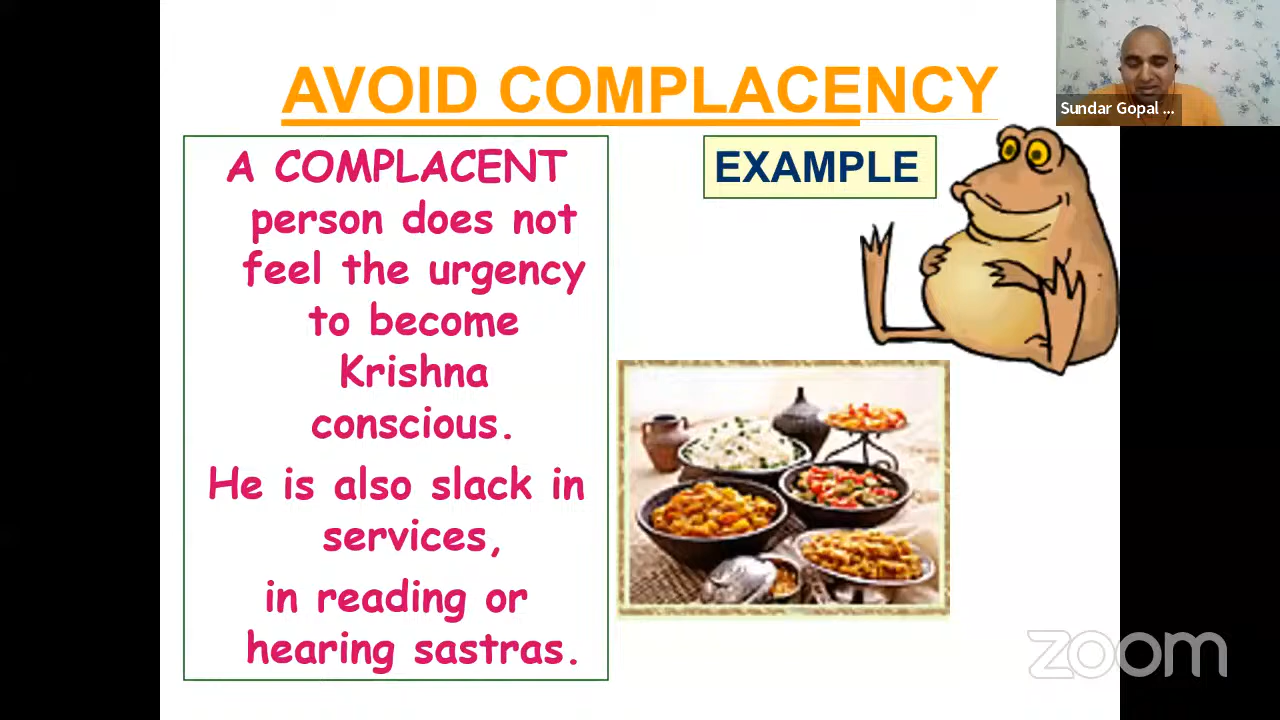 AVOID COMPLACENCY
Sundar Gopal ...
A COMPLACENT
person does not
feel the urgency
to become
Krishna
conscious.
He is also slack in
services,
in reading or
hearing sastras.
EXAMPLE
zoom